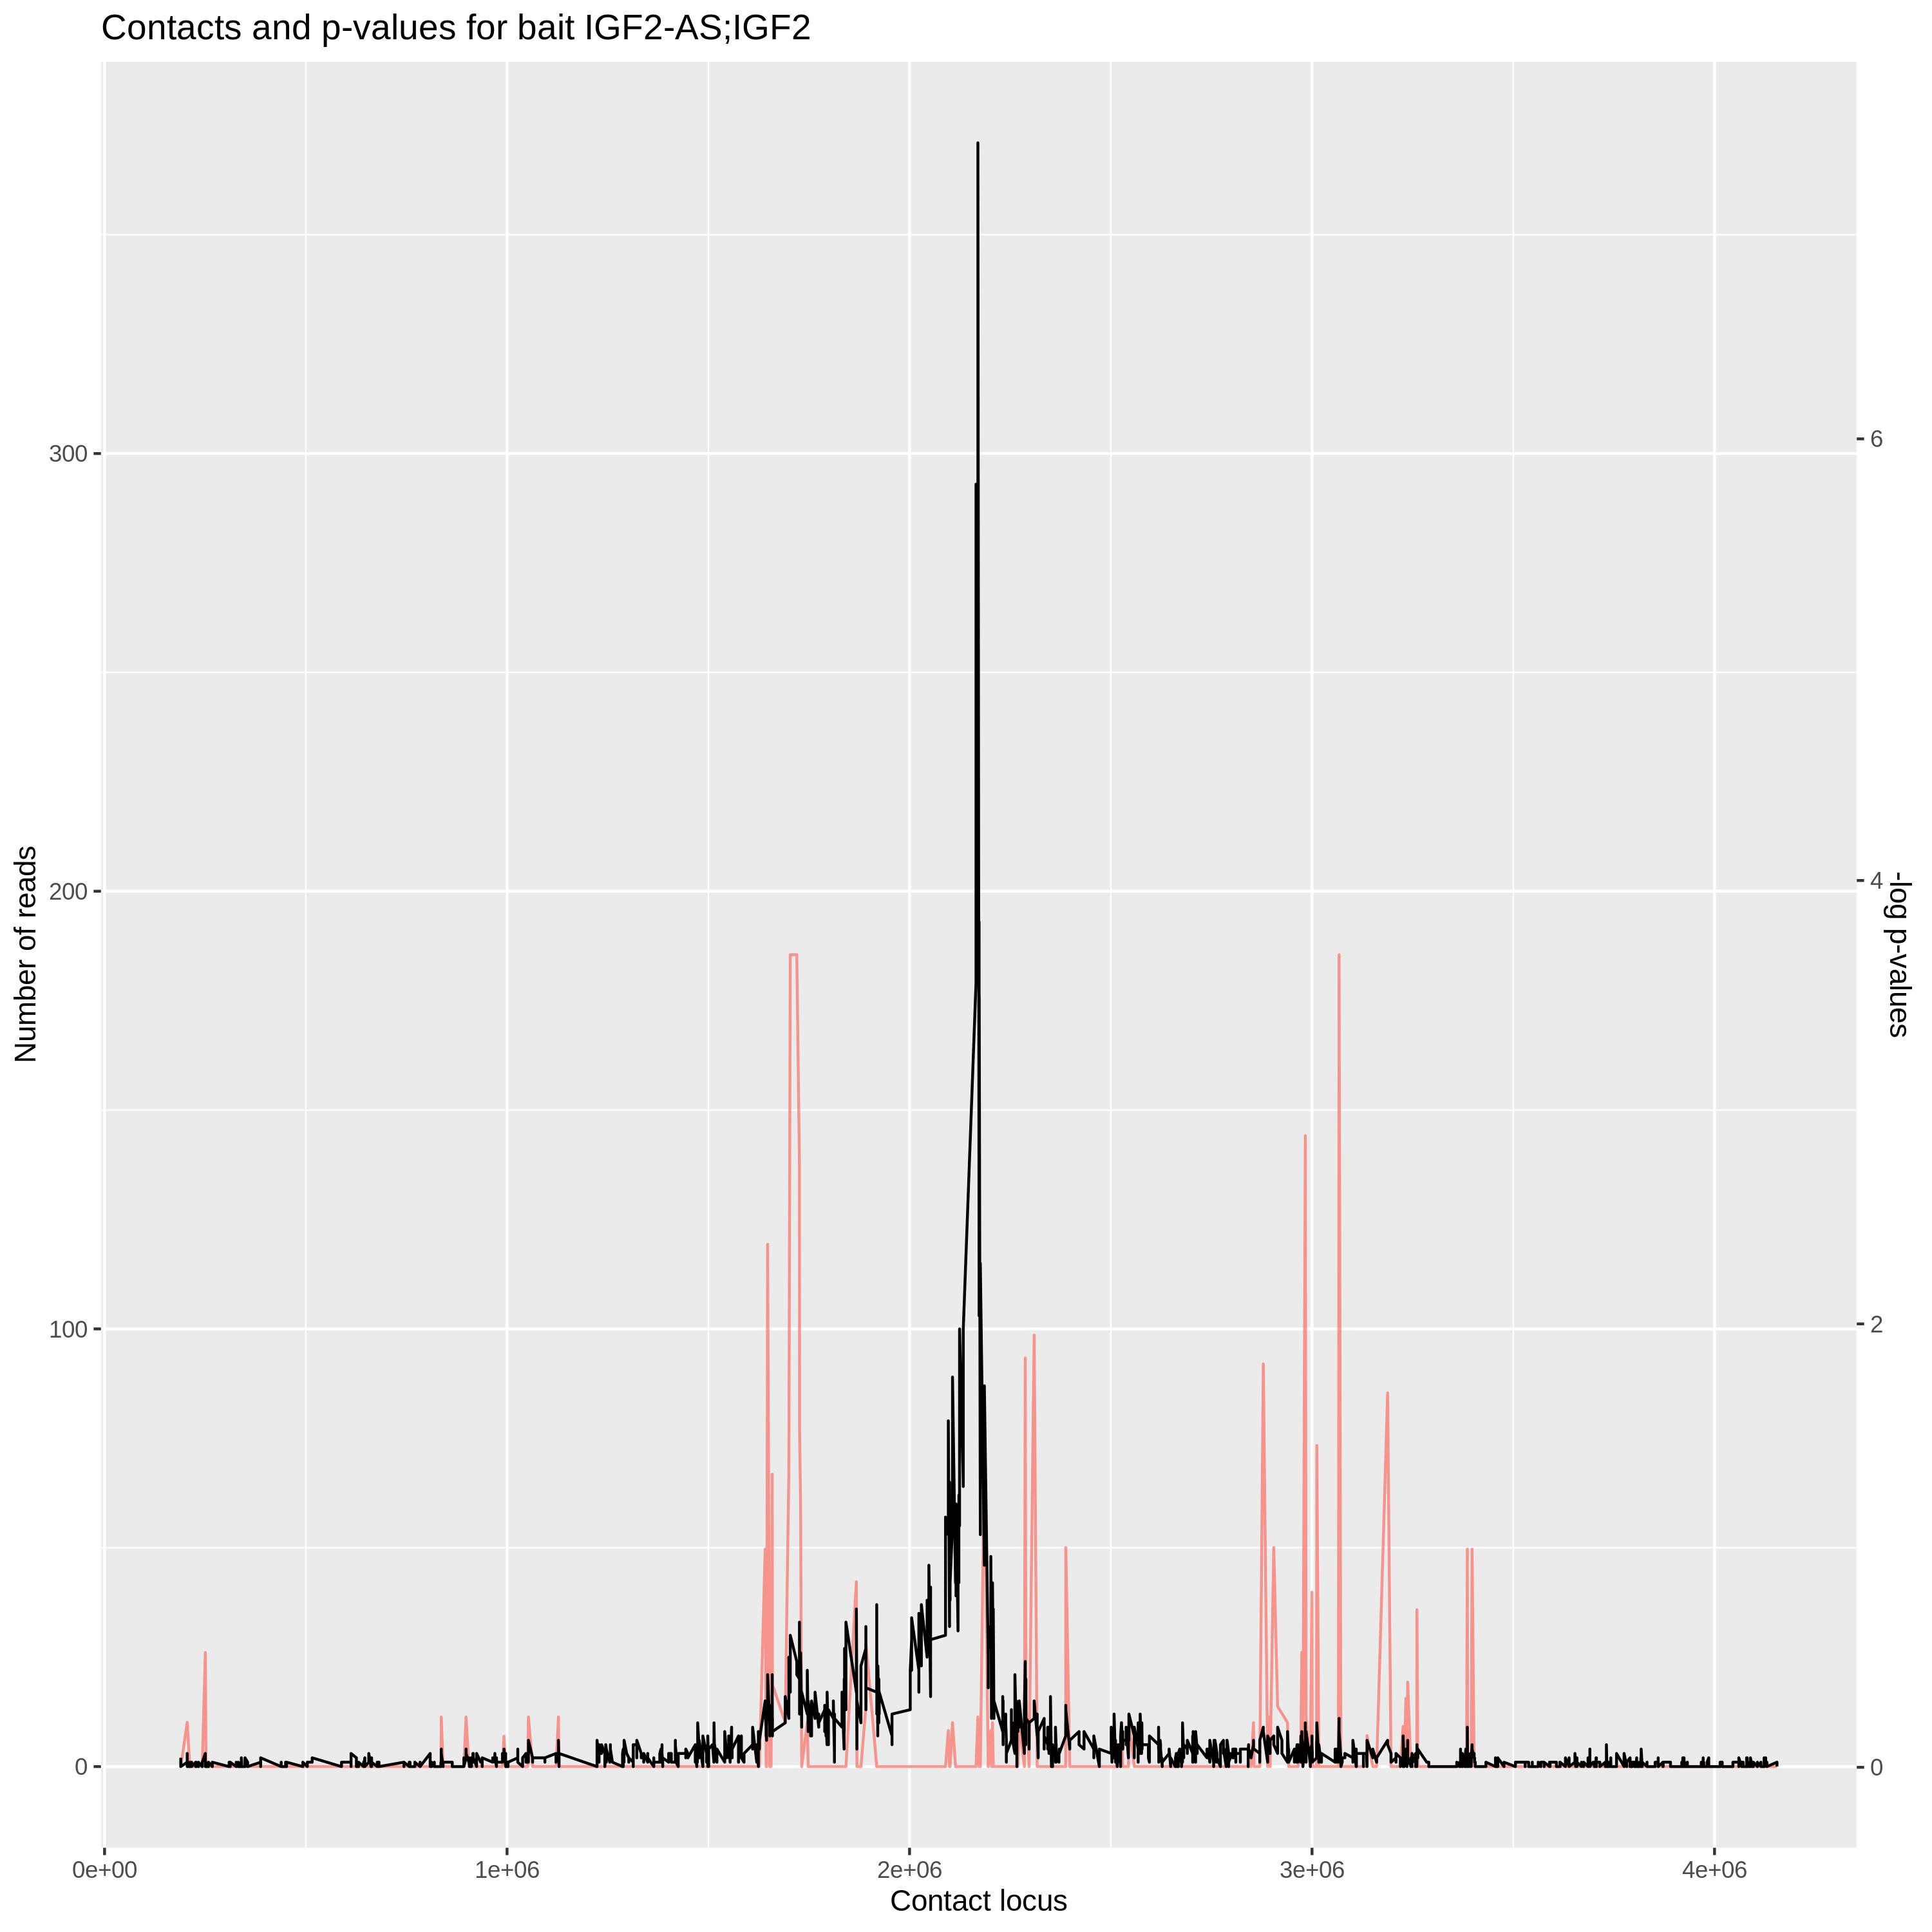 Contacts and p-values for bait IGF2-AS;IGF2
Number of reads
300
200
100
0
6
4
2
0
-log p-values
0e+00 1e+06 2e+06 3e+06 4e+06
Contact locus